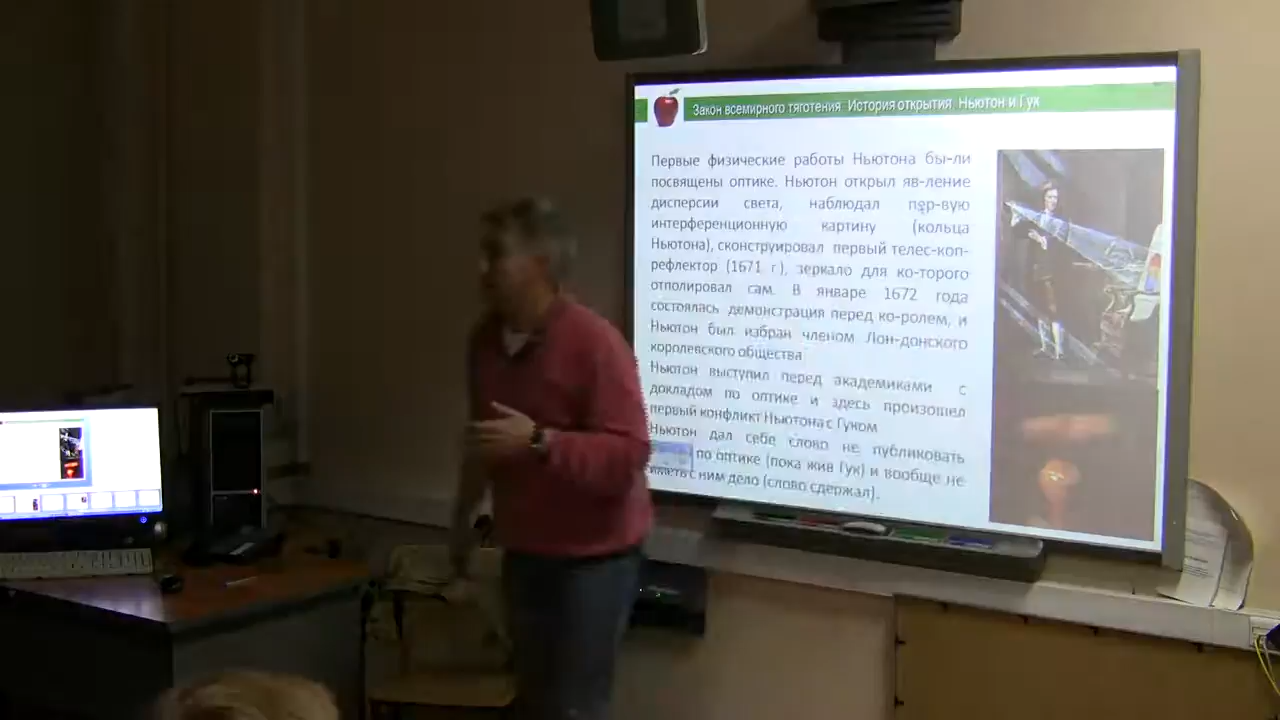 Закон всемирного тяготения. История открытия. Ньютон и Гук
Первые физические работы Ньютона бы-ли
посвящены оптике. Ньютон открыл яв-ление
дисперсии света, наблюдал пер-вую
интерференционную картину (кольца
Ньютона), сконструировал первый телес-коп-
рефлектор (1671 г.), зеркало для ко-торого
отполировал сам. В январе 1672 года
состоялась демонстрация перед ко-ролем, и
Ньютон был избран членом Лон-донского
королевского общества
Ньютон выступил перед академиками с
докладом по оптике и здесь произошел
первый конфликт Ньютона с Гуком.
Ньютон дал себе слово не публиковать
по оптике (пока жив Гук) и вообще не
иметь с ним дело (слово сдержал).